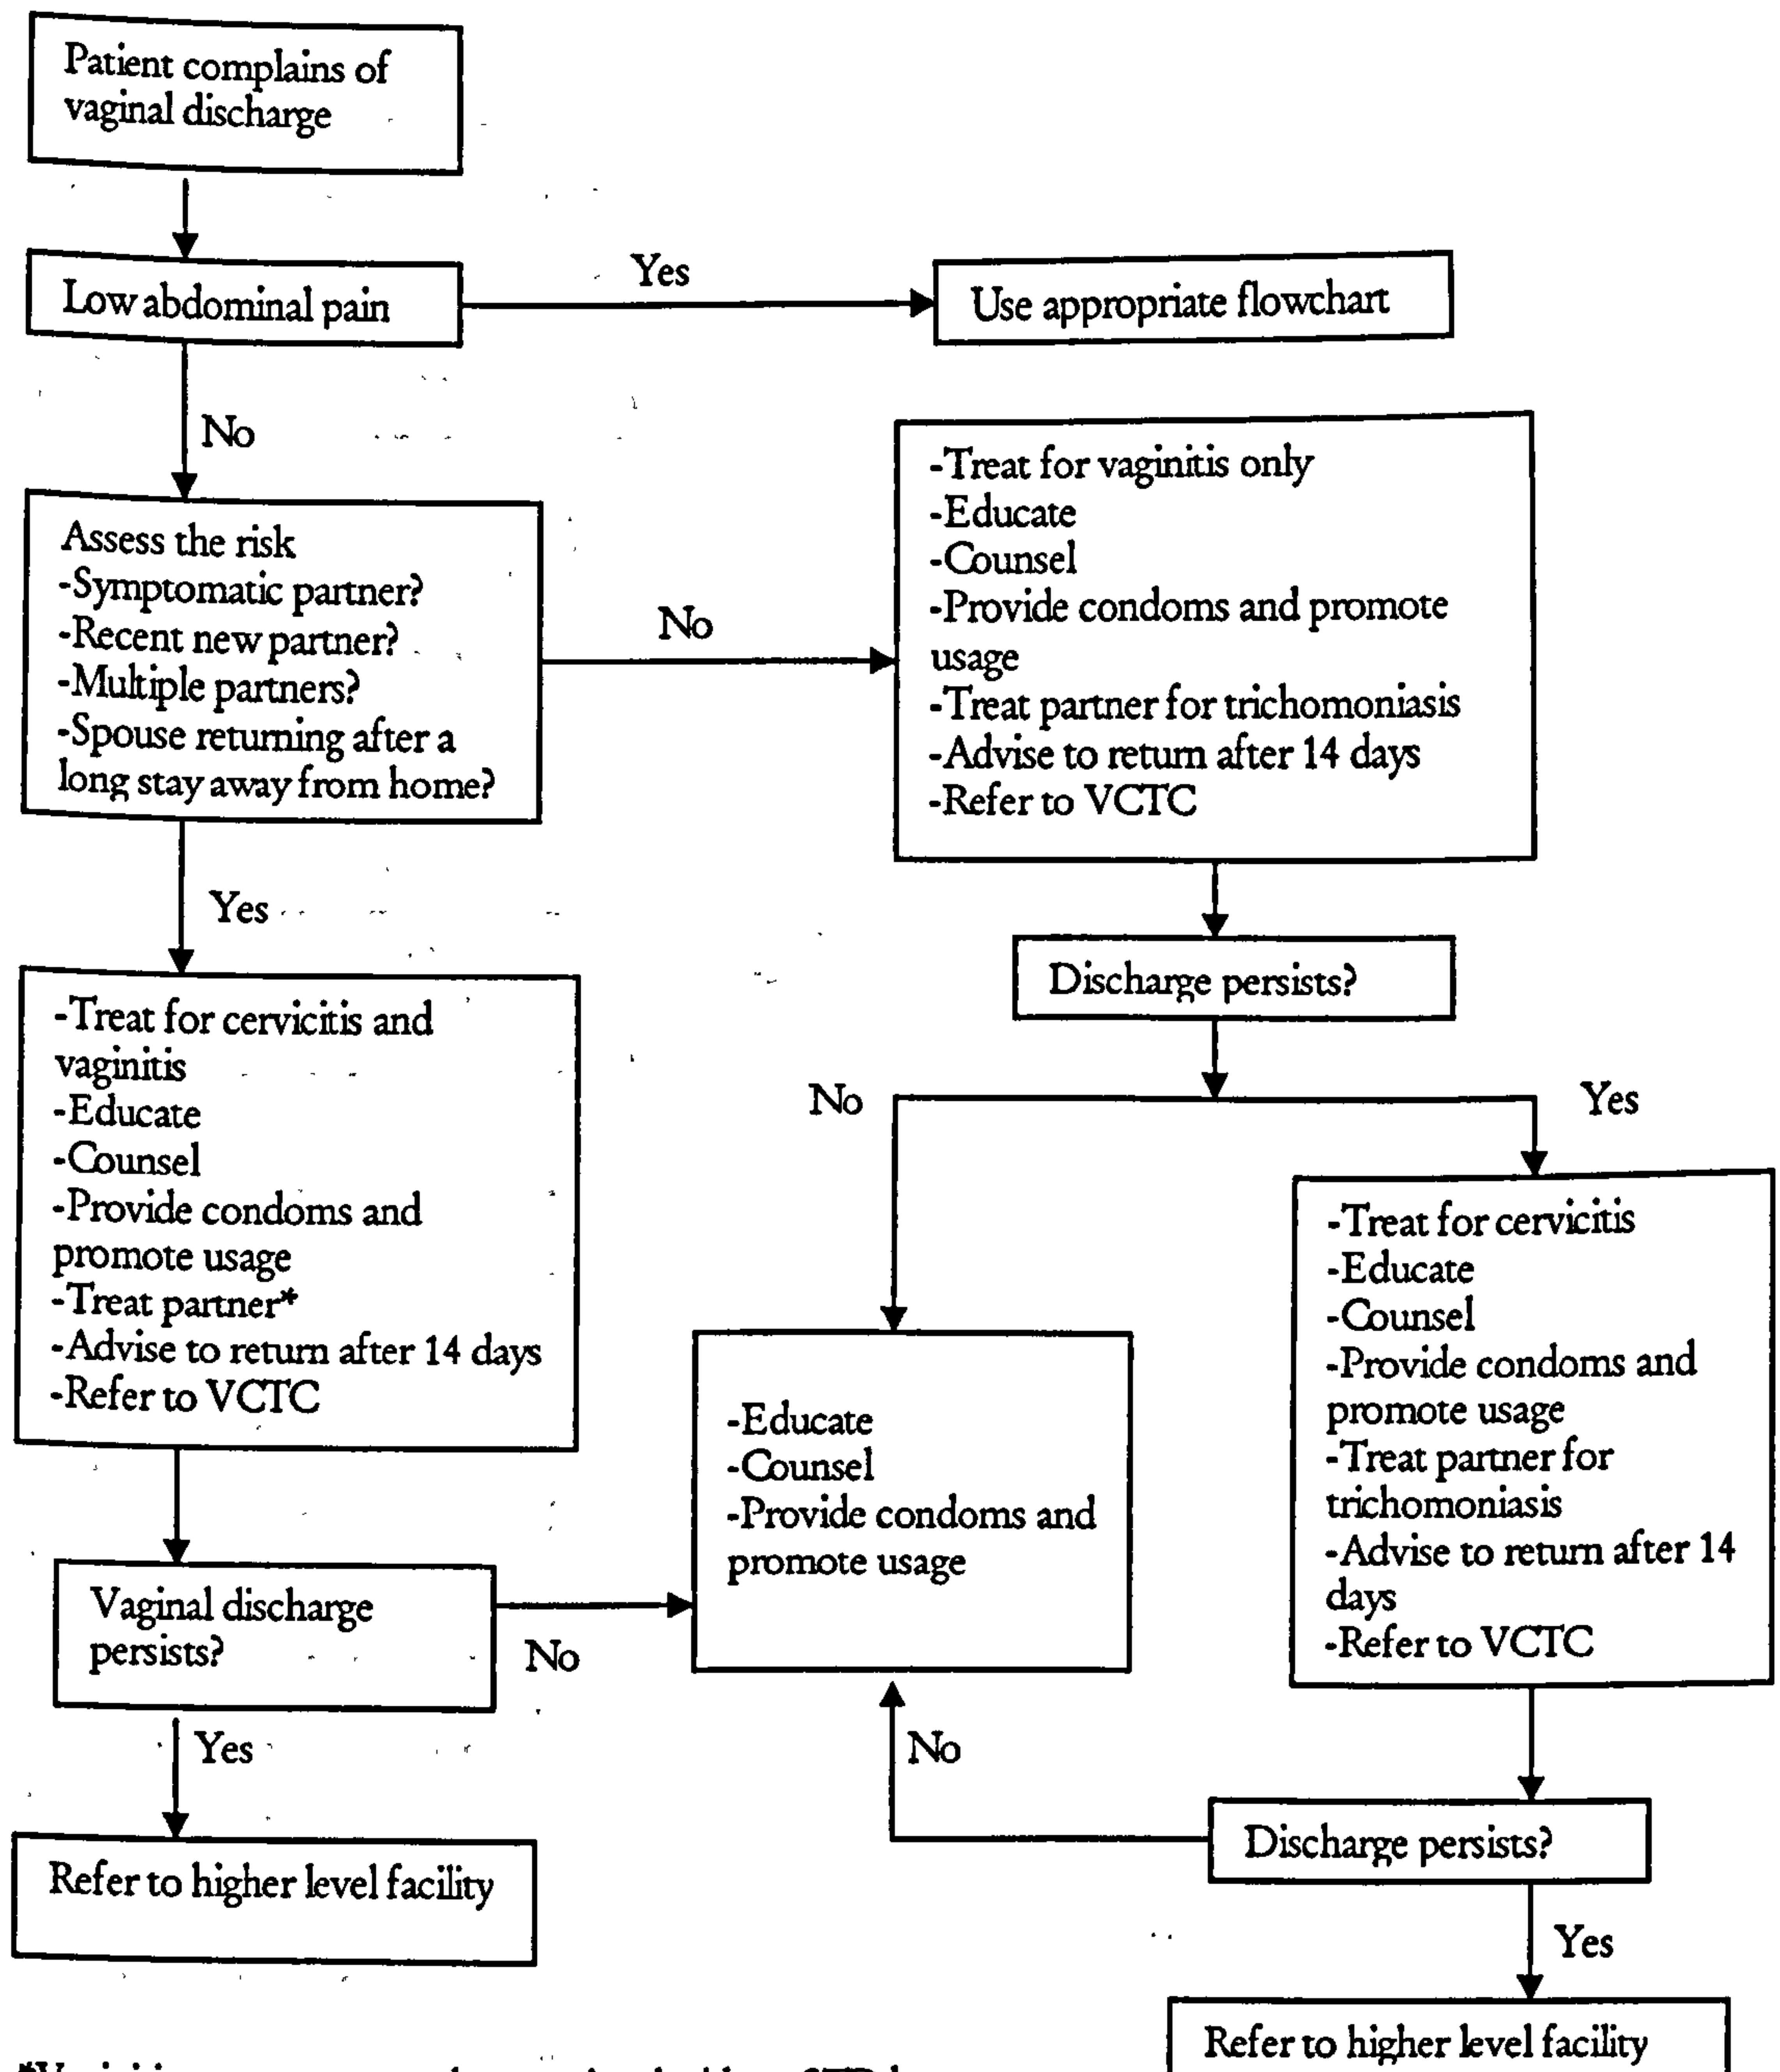 Patient complains of
vaginal discharge
Low abdominal pain
Yes
Use appropriate flowchart
No
Assess the risk
-Symptomatic partner?
-Recent new partner?
-Multiple partners?
-Spouse returning after a
long stay away from home?
No
-Treat for vaginitis only
-Educate
-Counsel
-Provide condoms and promote
usage
-Treat partner for trichomoniasis
-Advise to return after 14 days
-Refer to VCTC
Yes
Discharge persists?
No
Yes
-Treat for cervicitis and
vaginitis
-Educate
-Counsel
-Provide condoms and
promote usage
-Treat partner*
-Advise to return after 14 days
-Refer to VCTC
-Treat for cervicitis
-Educate
-Counsel
-Provide condoms and
promote usage
-Treat partner for
trichomoniasis
-Advise to return after 14
days
-Refer to VCTC
-Educate
-Counsel
-Provide condoms and
promote usage
Vaginal discharge
persists?
No
Yes
Refer to higher level facility
No
Discharge persists?
Yes
Refer to higher level facility